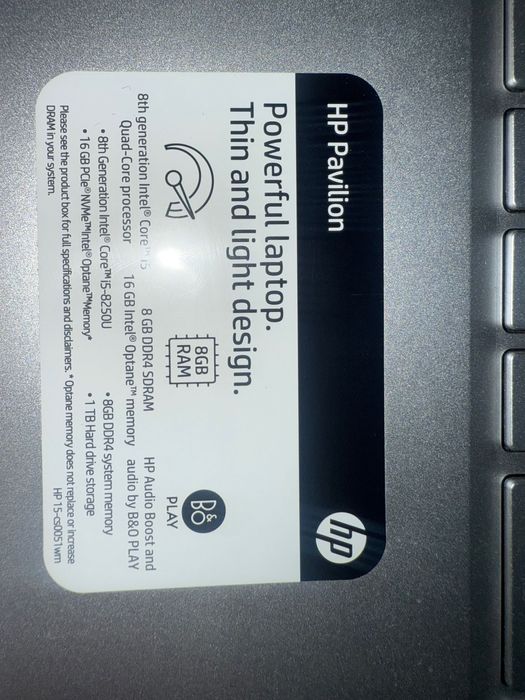 HP Pavilion
hp
Powerful laptop.
Thin and light design.
8GB
RAM
B&O
PLAY
8th generation Intel® Core™ i5
Quad-Core processor
8 GB DDR4 SDRAM
16 GB Intel® Optane™ memory
HP Audio Boost and
audio by B&O PLAY
• 8th Generation Intel® Core™ i5-8250U
• 16 GB PCIe® NVMe™ Intel® Optane™ Memory*
• 8GB DDR4 system memory
• 1 TB Hard drive storage
Please see the product box for full specifications and disclaimers. * Optane memory does not replace or increase
DRAM in your system.
HP 15-cs0051wm